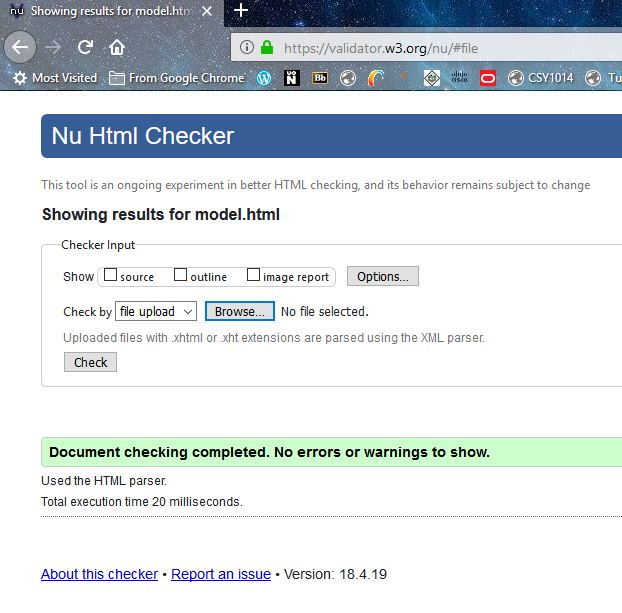 nu Showing results for model.html
https://validator.w3.org/nu/#file
Most Visited From Google Chrome Bb CSY1014 Tu
Nu Html Checker
This tool is an ongoing experiment in better HTML checking, and its behavior remains subject to change
Showing results for model.html
Checker Input
Show source outline image report Options...
Check by file upload Browse... No file selected.
Uploaded files with .xhtml or .xht extensions are parsed using the XML parser.
Check
Document checking completed. No errors or warnings to show.
Used the HTML parser.
Total execution time 20 milliseconds.
About this checker • Report an issue • Version: 18.4.19